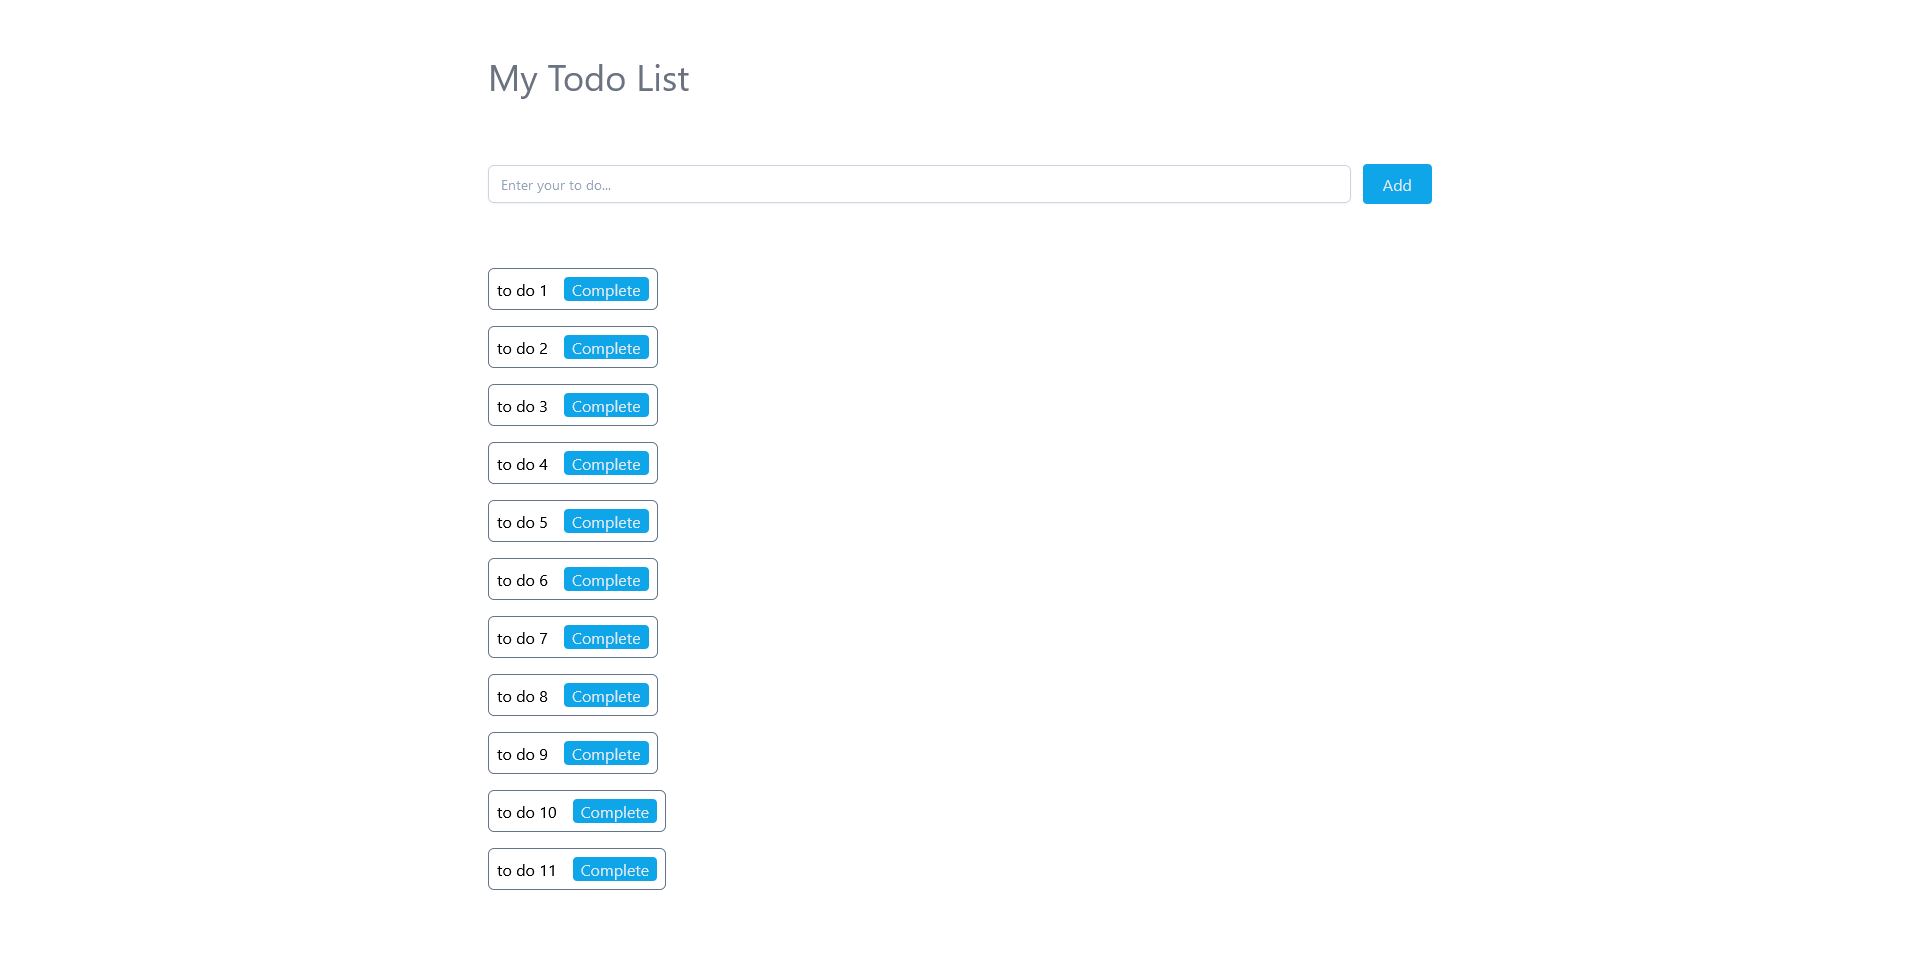 My Todo List
Enter your to do...
Add
to do 1 Complete
to do 2 Complete
to do 3 Complete
to do 4 Complete
to do 5 Complete
to do 6 Complete
to do 7 Complete
to do 8 Complete
to do 9 Complete
to do 10 Complete
to do 11 Complete